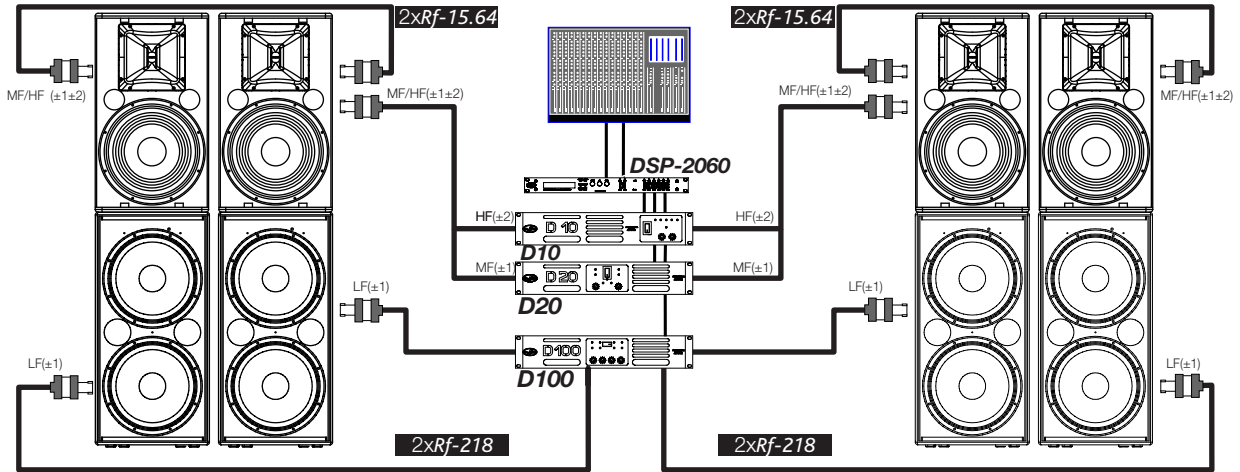 2xRf-15.64
2xRf-15.64
MF/HF (±1±2)
MF/HF(±1±2)
MF/HF(±1±2)
MF/HF(±1±2)
DSP-2060
HF(±2)
D 10
HF(±2)
D10
MF(±1)
D20
MF(±1)
D20
LF(±1)
LF(±1)
D100
LF(±1)
D100
LF(±1)
2xRf-218
2xRf-218